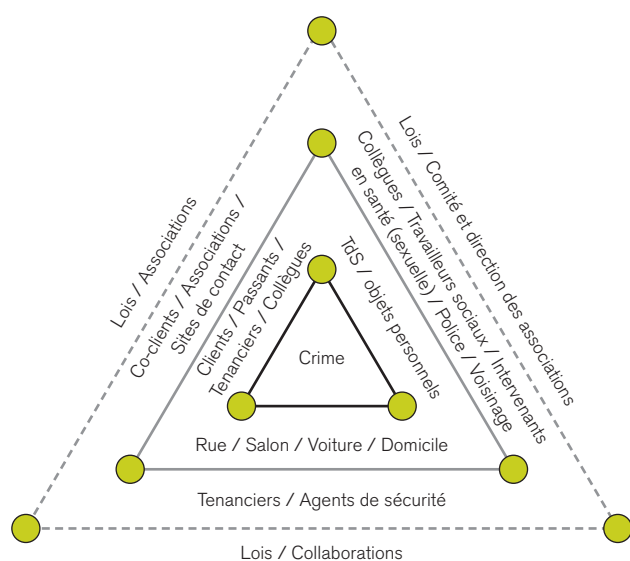 Lois / Associations
Co-clients / Associations /
Sites de contact
Clients / Passants /
Tenanciers / Collègues
Crime
TdS / objets personnels
Collègues / Travailleurs sociaux / Intervenants
en santé (sexuelle) / Police / Voisinage
Lois / Comité et direction des associations
Rue / Salon / Voiture / Domicile
Tenanciers / Agents de sécurité
Lois / Collaborations